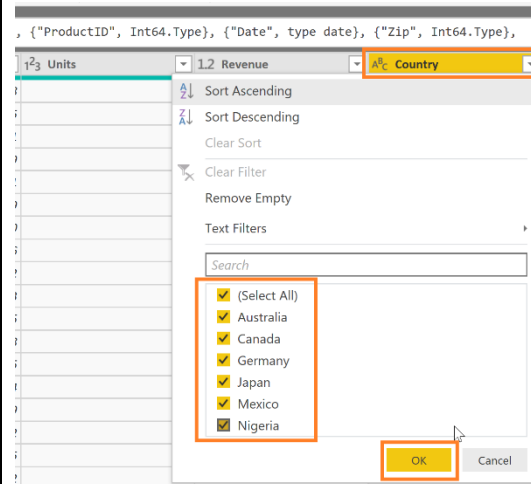 , {"ProductID", Int64.Type}, {"Date", type date}, {"Zip", Int64.Type},
1²3 Units
1.2 Revenue
AᴮC Country
Sort Ascending
Sort Descending
Clear Sort
Clear Filter
Remove Empty
Text Filters
Search
(Select All)
Australia
Canada
Germany
Japan
Mexico
Nigeria
OK Cancel